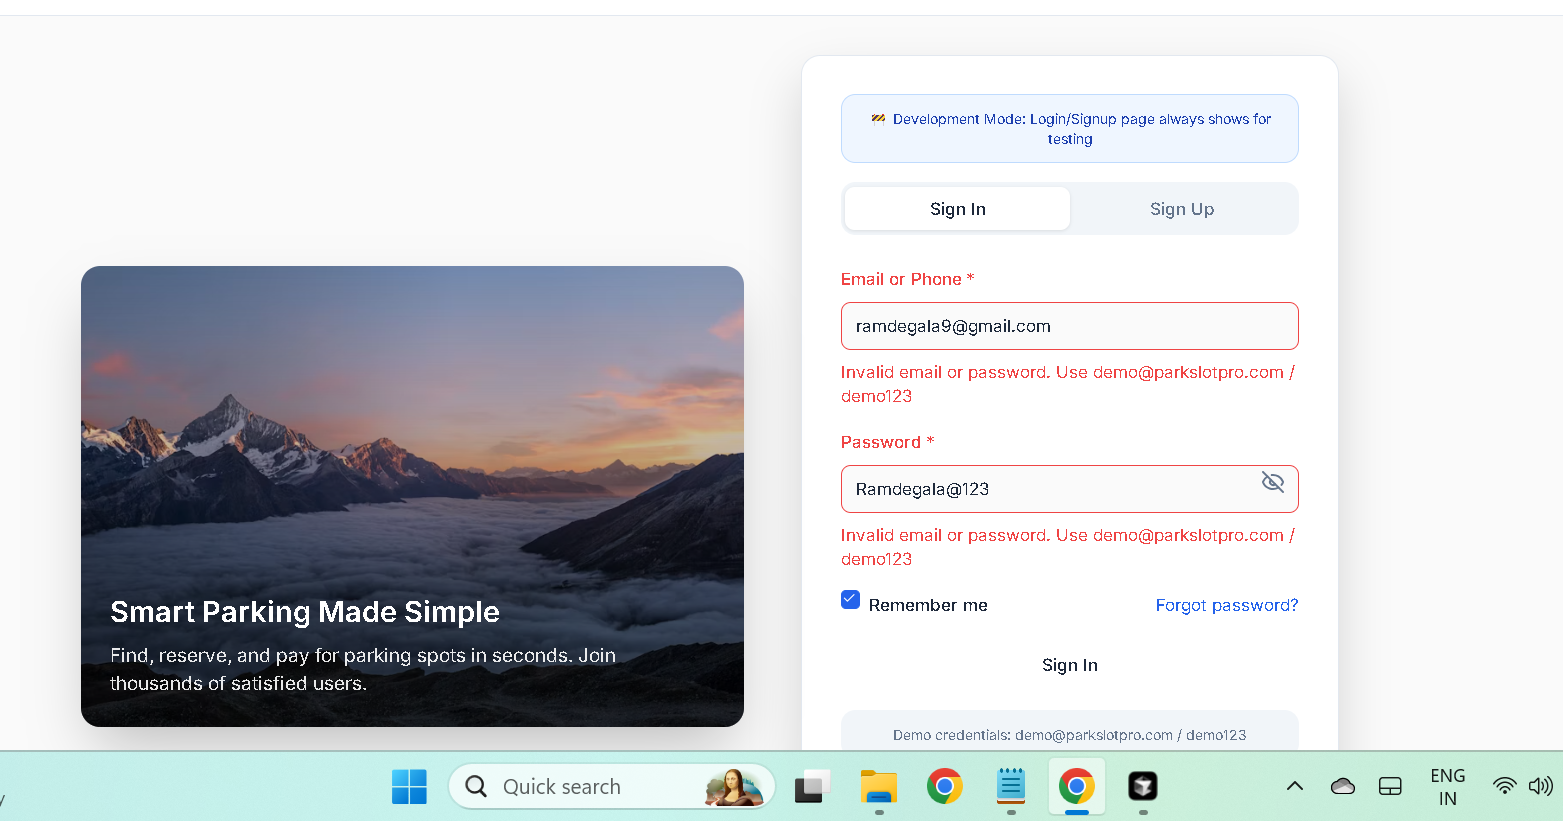 🚧 Development Mode: Login/Signup page always shows for
testing
Sign In
Sign Up
Email or Phone *
ramdegala9@gmail.com
Invalid email or password. Use demo@parkslotpro.com /
demo123
Password *
Ramdegala@123
Invalid email or password. Use demo@parkslotpro.com /
demo123
Remember me
Forgot password?
Sign In
Demo credentials: demo@parkslotpro.com / demo123
Smart Parking Made Simple
Find, reserve, and pay for parking spots in seconds. Join
thousands of satisfied users.
Quick search
ENG
IN